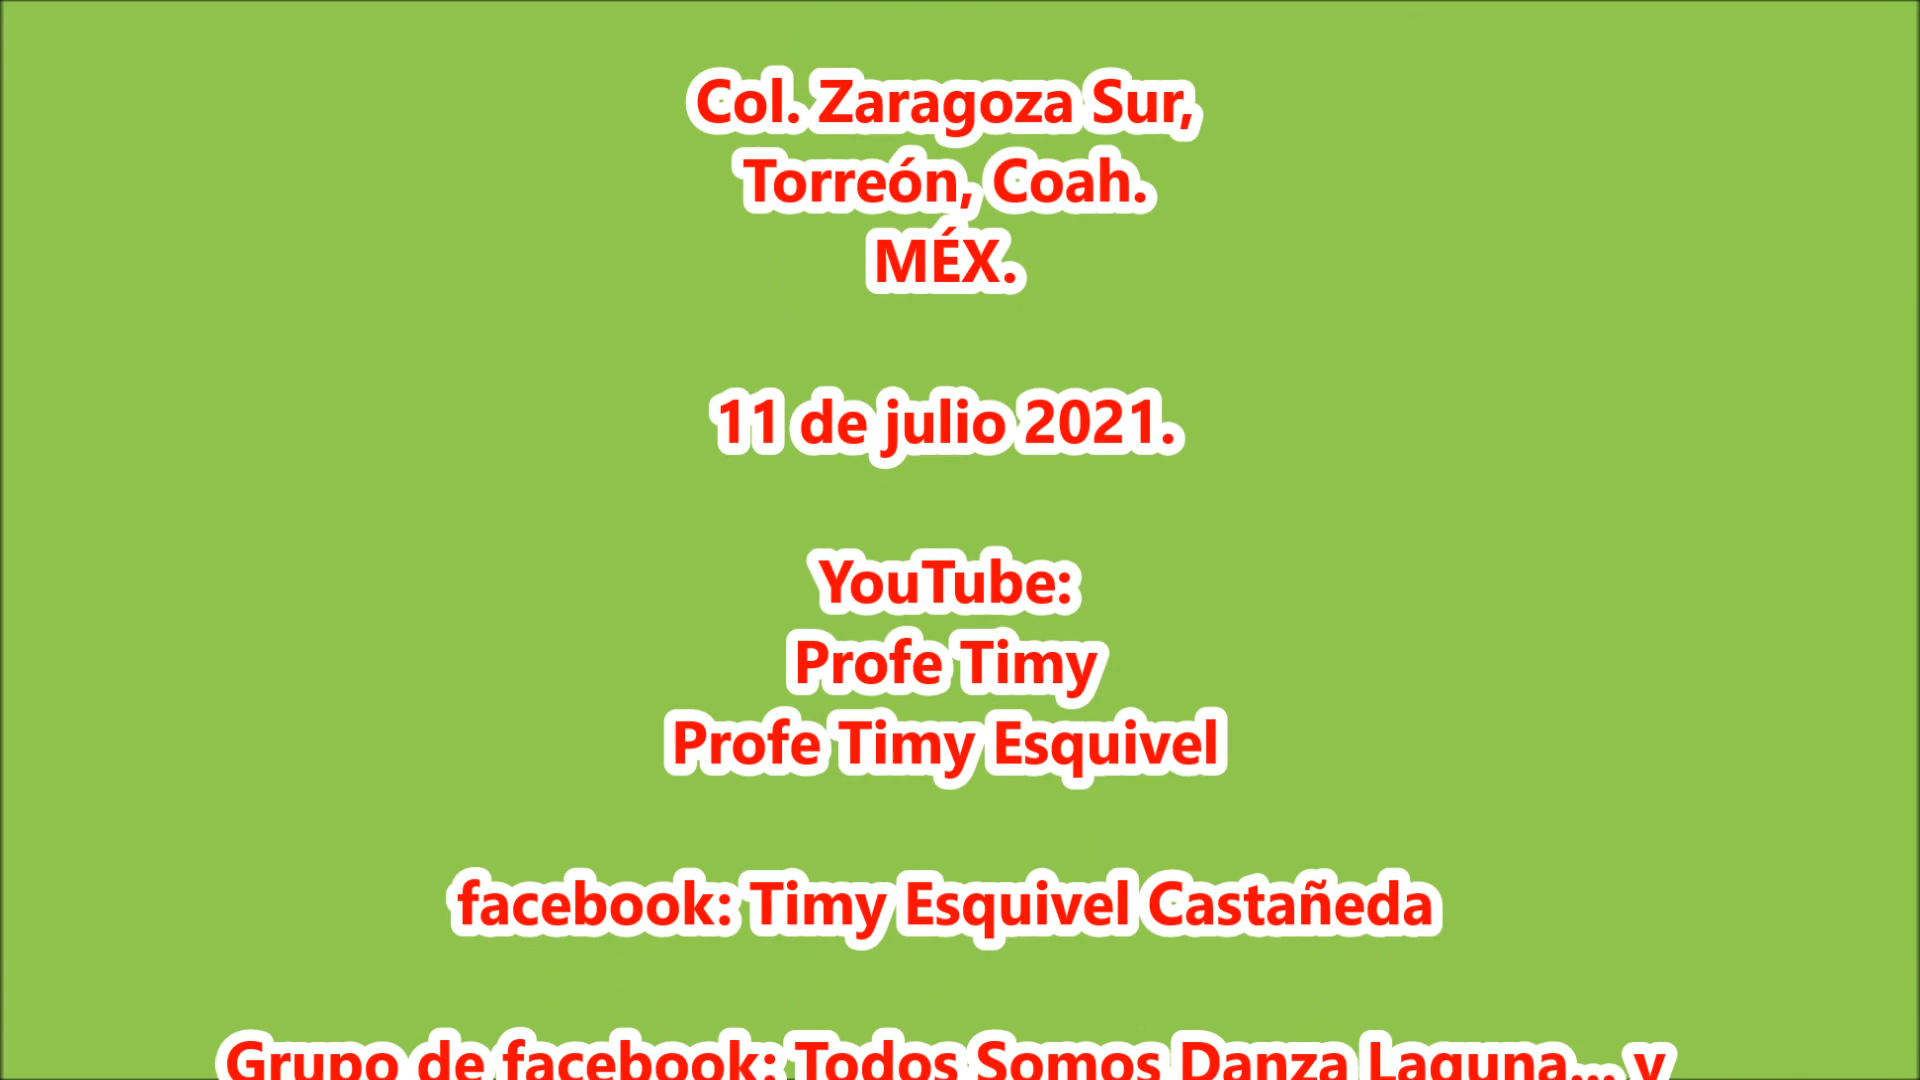 Col. Zaragoza Sur,
Torreón, Coah.
MÉX.
11 de julio 2021.
YouTube:
Profe Timy
Profe Timy Esquivel
facebook: Timy Esquivel Castañeda
Grupo de facebook: Todos Somos Danza Laguna... y